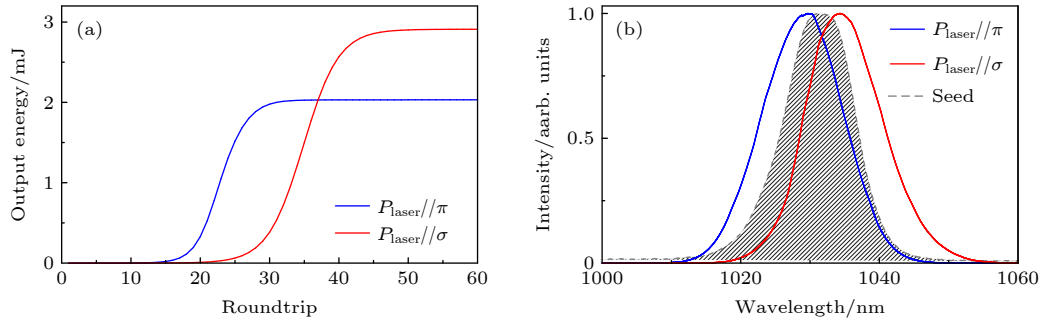 (a)
Output energy/mJ
3
2
1
0
0 10 20 30 40 50 60
Roundtrip
P_laser//π
P_laser//σ
(b)
Intensity/aarb. units
1.0
0.5
0
1000 1020 1040 1060
Wavelength/nm
P_laser//π
P_laser//σ
Seed